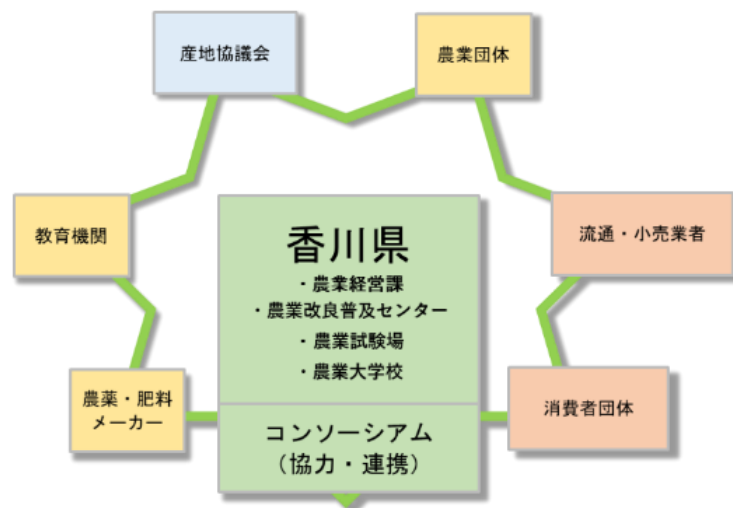 産地協議会
農業団体
教育機関
流通・小売業者
香川県
・農業経営課
・農業改良普及センター
・農業試験場
・農業大学校
農薬・肥料
メーカー
消費者団体
コンソーシアム
（協力・連携）